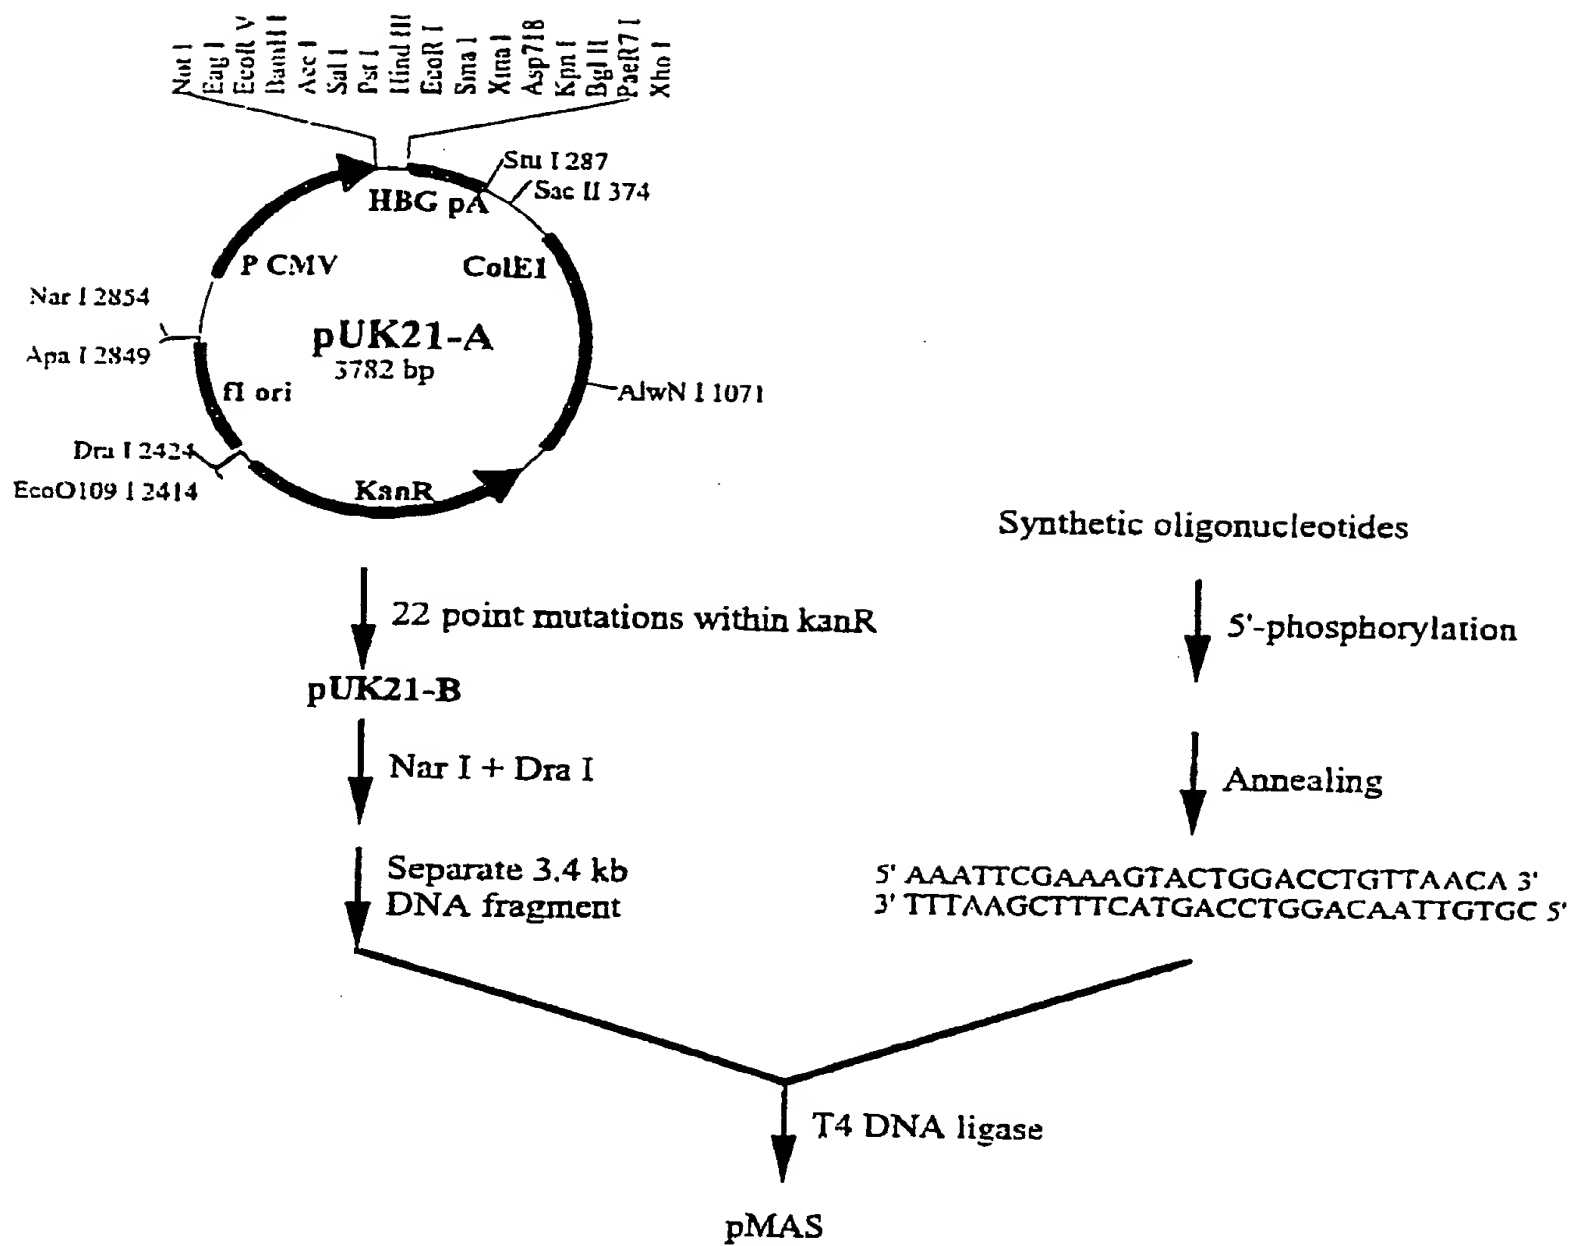 Not I
Eag I
EcoR V
BamH I
Acc I
Sal I
Pst I
Hind III
EcoR I
Sma I
Xma I
Asp718
Kpn I
Bgl II
PaeR7 I
Xho I
Stu I 287
Sac II 374
HBG pA
P CMV
ColE1
Nar I 2854
pUK21-A
3782 bp
Apa I 2849
f1 ori
AlwN I 1071
Dra I 2424
EcoO109 I 2414
KanR
Synthetic oligonucleotides
22 point mutations within kanR
5'-phosphorylation
pUK21-B
Nar I + Dra I
Annealing
Separate 3.4 kb
DNA fragment
5' AAATTCGAAAGTACTGGACCTGTTAACA 3'
3' TTTAAGCTTTCATGACCTGGACAATTGTGC 5'
T4 DNA ligase
pMAS